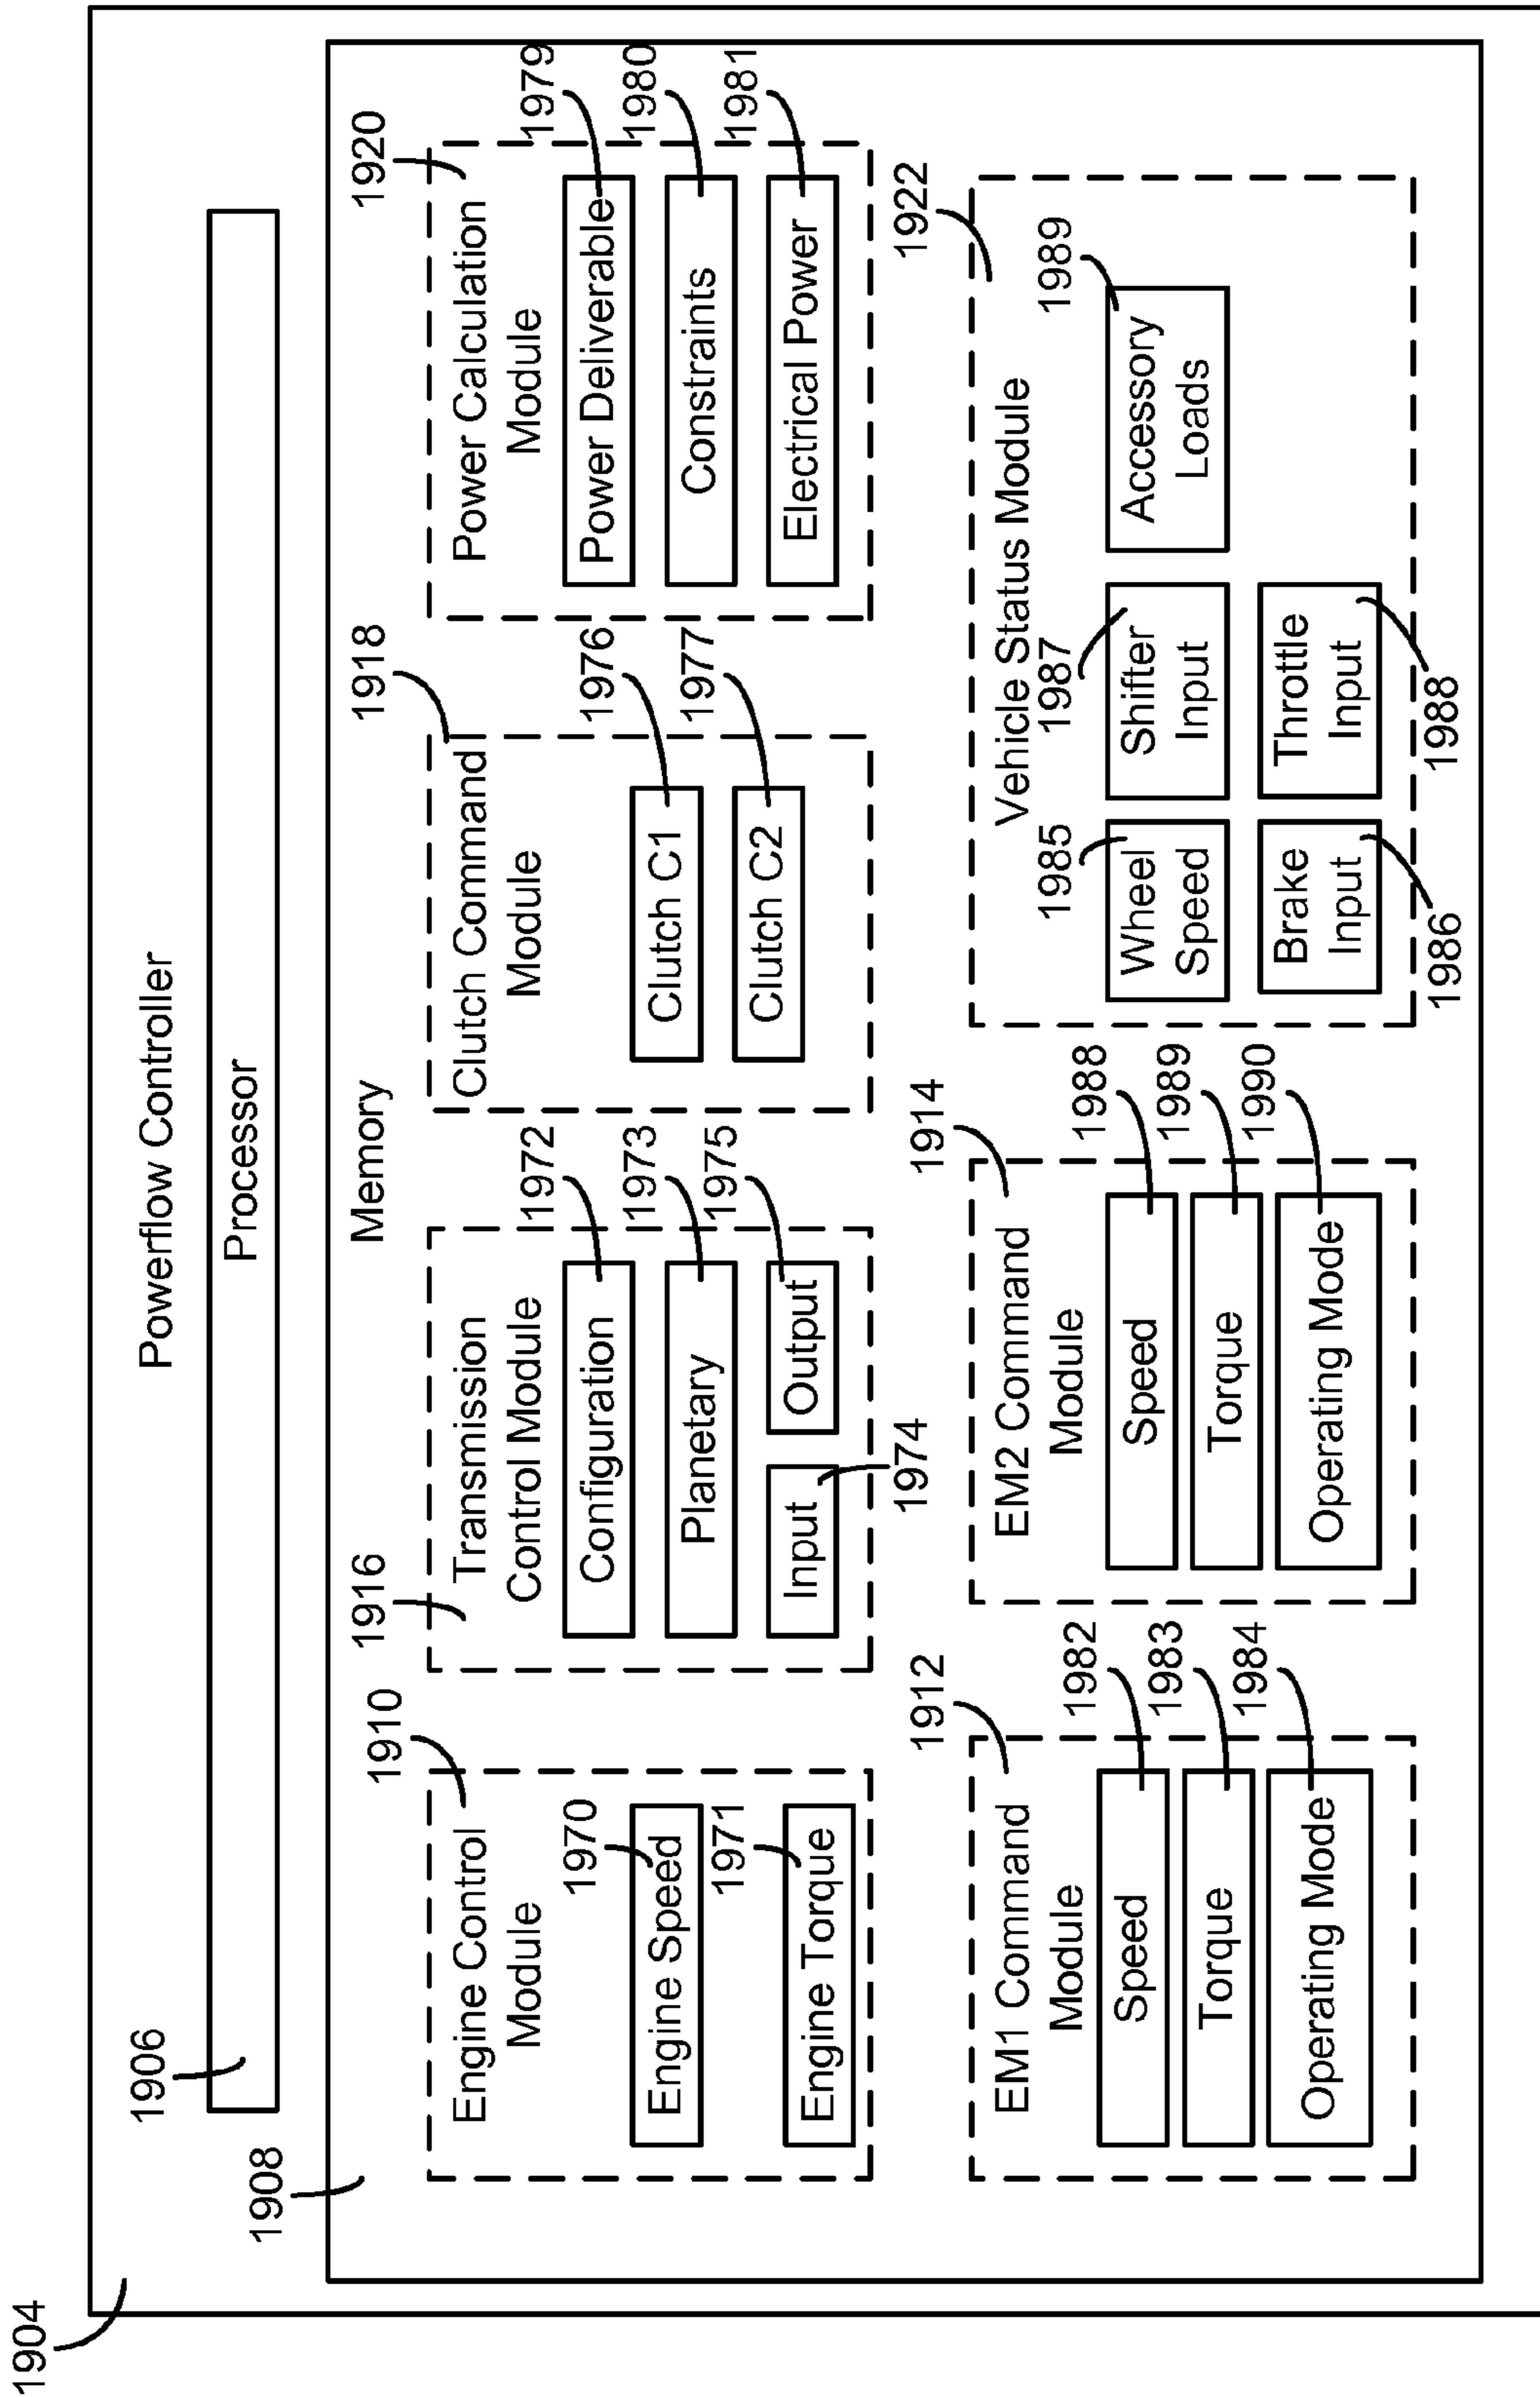 1904
Powerflow Controller
1906
Processor
1908
Memory
1910
Engine Control
Module
1970
Engine Speed
1971
Engine Torque
1916
Transmission
Control Module
1972
Configuration
1973
Planetary
1975
Input
Output
1974
1918
Clutch Command
Module
1976
Clutch C1
1977
Clutch C2
1920
Power Calculation
Module
1979
Power Deliverable
1980
Constraints
1981
Electrical Power
1912
EM1 Command
Module
1982
Speed
1983
Torque
1984
Operating Mode
1914
EM2 Command
Module
1988
Speed
1989
Torque
1990
Operating Mode
1922
Vehicle Status Module
1985
Wheel
Speed
1987
Shifter
Input
1989
Accessory
Loads
Brake
Input
1986
Throttle
Input
1988